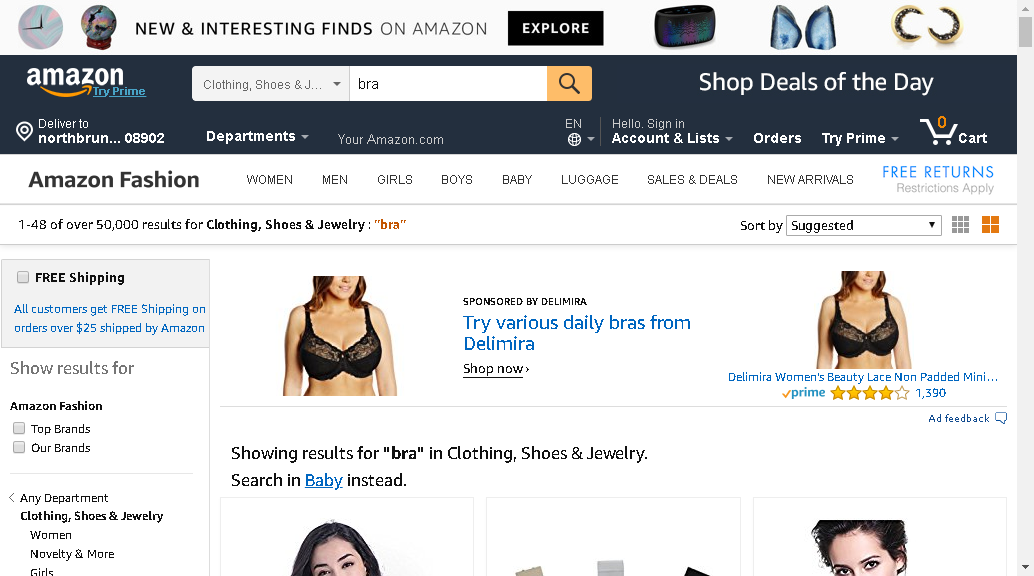 NEW & INTERESTING FINDS ON AMAZON EXPLORE
amazon
Try Prime
Clothing, Shoes & J... bra
Shop Deals of the Day
Deliver to
northbrun... 08902
Departments
Your Amazon.com
EN
Hello. Sign in
Account & Lists
Orders
Try Prime
0
Cart
Amazon Fashion
WOMEN MEN GIRLS BOYS BABY LUGGAGE SALES & DEALS NEW ARRIVALS
FREE RETURNS
Restrictions Apply
1-48 of over 50,000 results for Clothing, Shoes & Jewelry : "bra"
Sort by Suggested
FREE Shipping
All customers get FREE Shipping on
orders over $25 shipped by Amazon
Show results for
Amazon Fashion
Top Brands
Our Brands
Any Department
Clothing, Shoes & Jewelry
Women
Novelty & More
Girls
SPONSORED BY DELIMIRA
Try various daily bras from
Delimira
Shop now ›
Delimira Women's Beauty Lace Non Padded Mini...
prime 1,390
Ad feedback
Showing results for "bra" in Clothing, Shoes & Jewelry.
Search in Baby instead.